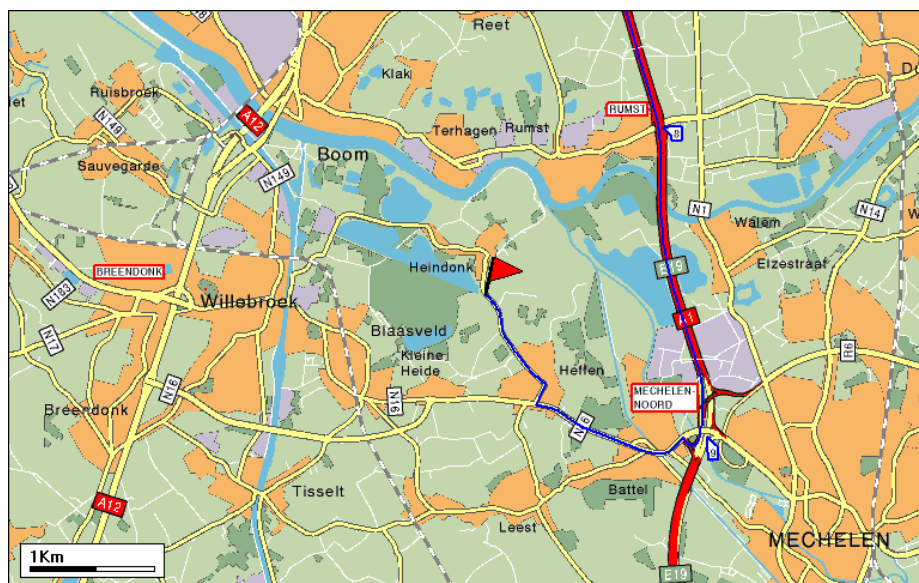 Reet
Klak
iet
Ruisbroek
N149
A12
RUMST
8
Terhagen
Rumst
Sauvegarde
Boom
N149
N1
N14
Walem
BREENDONK
Heindonk
E19
Elzestraat
N183
Willebroek
A1
N17
Blaasveld
Kleine
Heide
Heffen
R6
N16
N16
MECHELEN-
NOORD
Breendonk
N16
9
Tisselt
Battel
A12
Leest
MECHELEN
1Km
E19